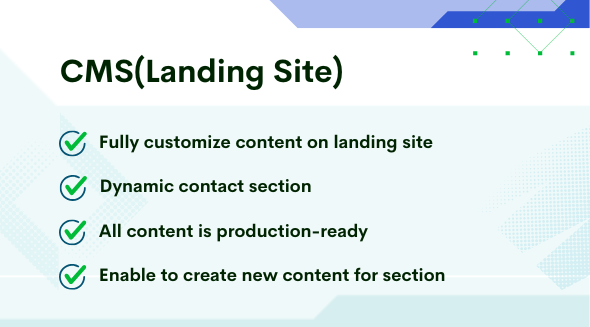 CMS(Landing Site)
Fully customize content on landing site
Dynamic contact section
All content is production-ready
Enable to create new content for section